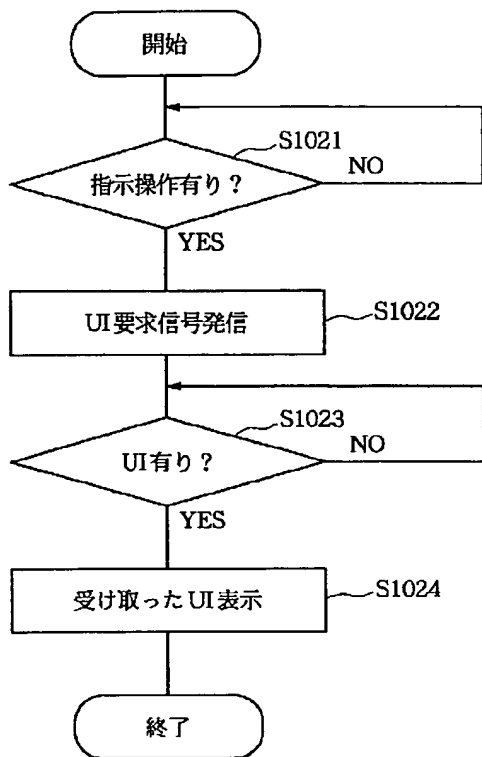 開始
S1021
指示操作有り?
NO
YES
UI要求信号発信
S1022
S1023
UI有り?
NO
YES
受け取ったUI表示
S1024
終了